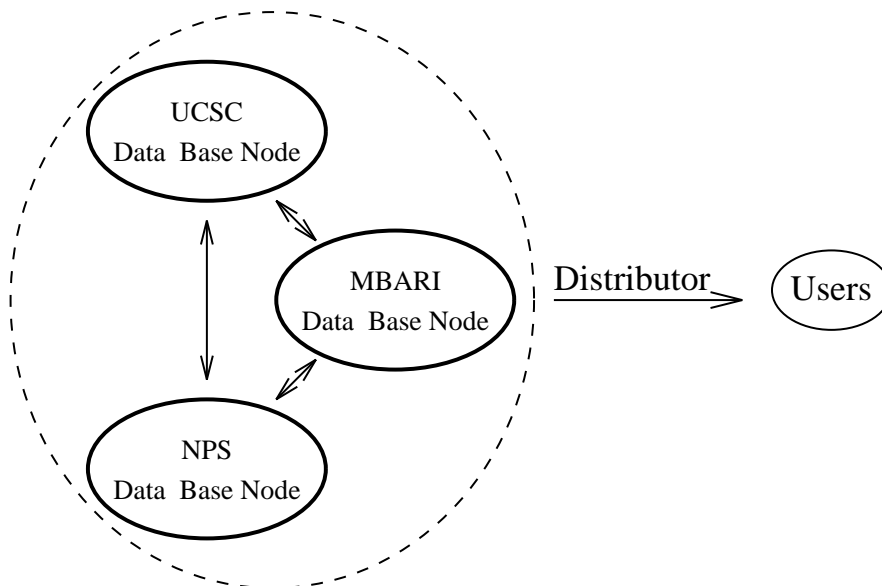 UCSC
Data Base Node
MBARI
Data Base Node
Distributor
Users
NPS
Data Base Node